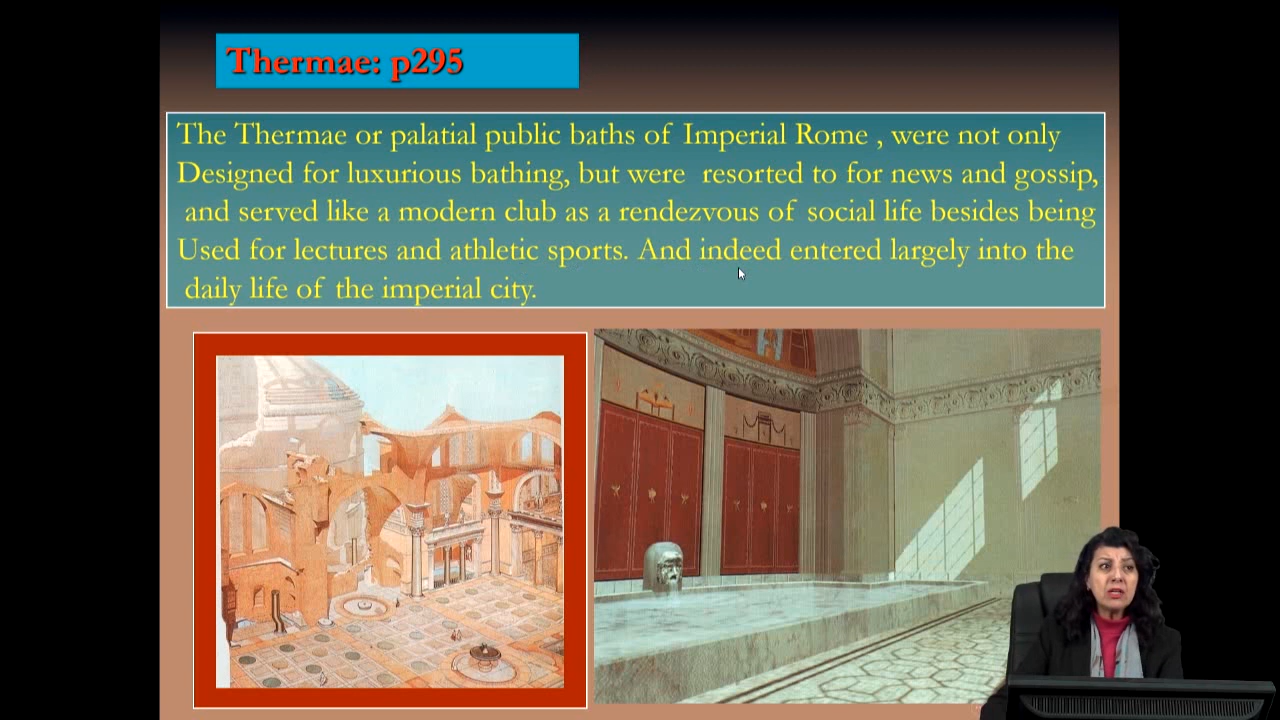 Thermae: p295
The Thermae or palatial public baths of Imperial Rome , were not only
Designed for luxurious bathing, but were resorted to for news and gossip,
and served like a modern club as a rendezvous of social life besides being
Used for lectures and athletic sports. And indeed entered largely into the
daily life of the imperial city.